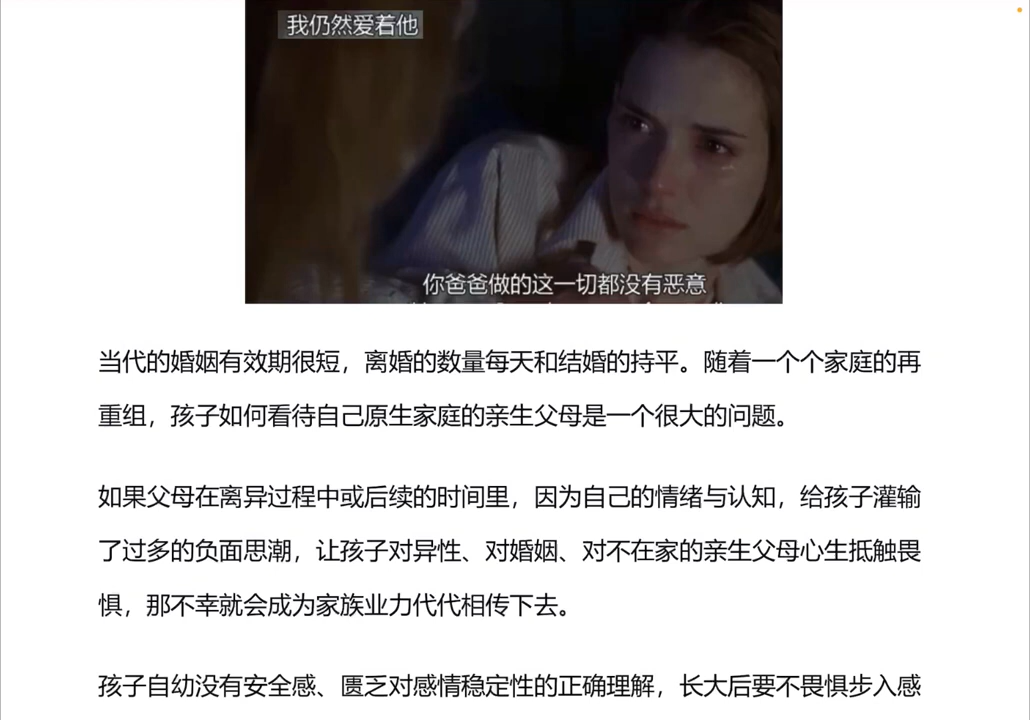 我仍然爱着他
你爸爸做的这一切都没有恶意
当代的婚姻有效期很短，离婚的数量每天和结婚的持平。随着一个个家庭的再
重组，孩子如何看待自己原生家庭的亲生父母是一个很大的问题。
如果父母在离异过程中或后续的时间里，因为自己的情绪与认知，给孩子灌输
了过多的负面思潮，让孩子对异性、对婚姻、对不在家的亲生父母心生抵触畏
惧，那不幸就会成为家族业力代代相传下去。
孩子自幼没有安全感、匮乏对感情稳定性的正确理解，长大后要不畏惧步入感